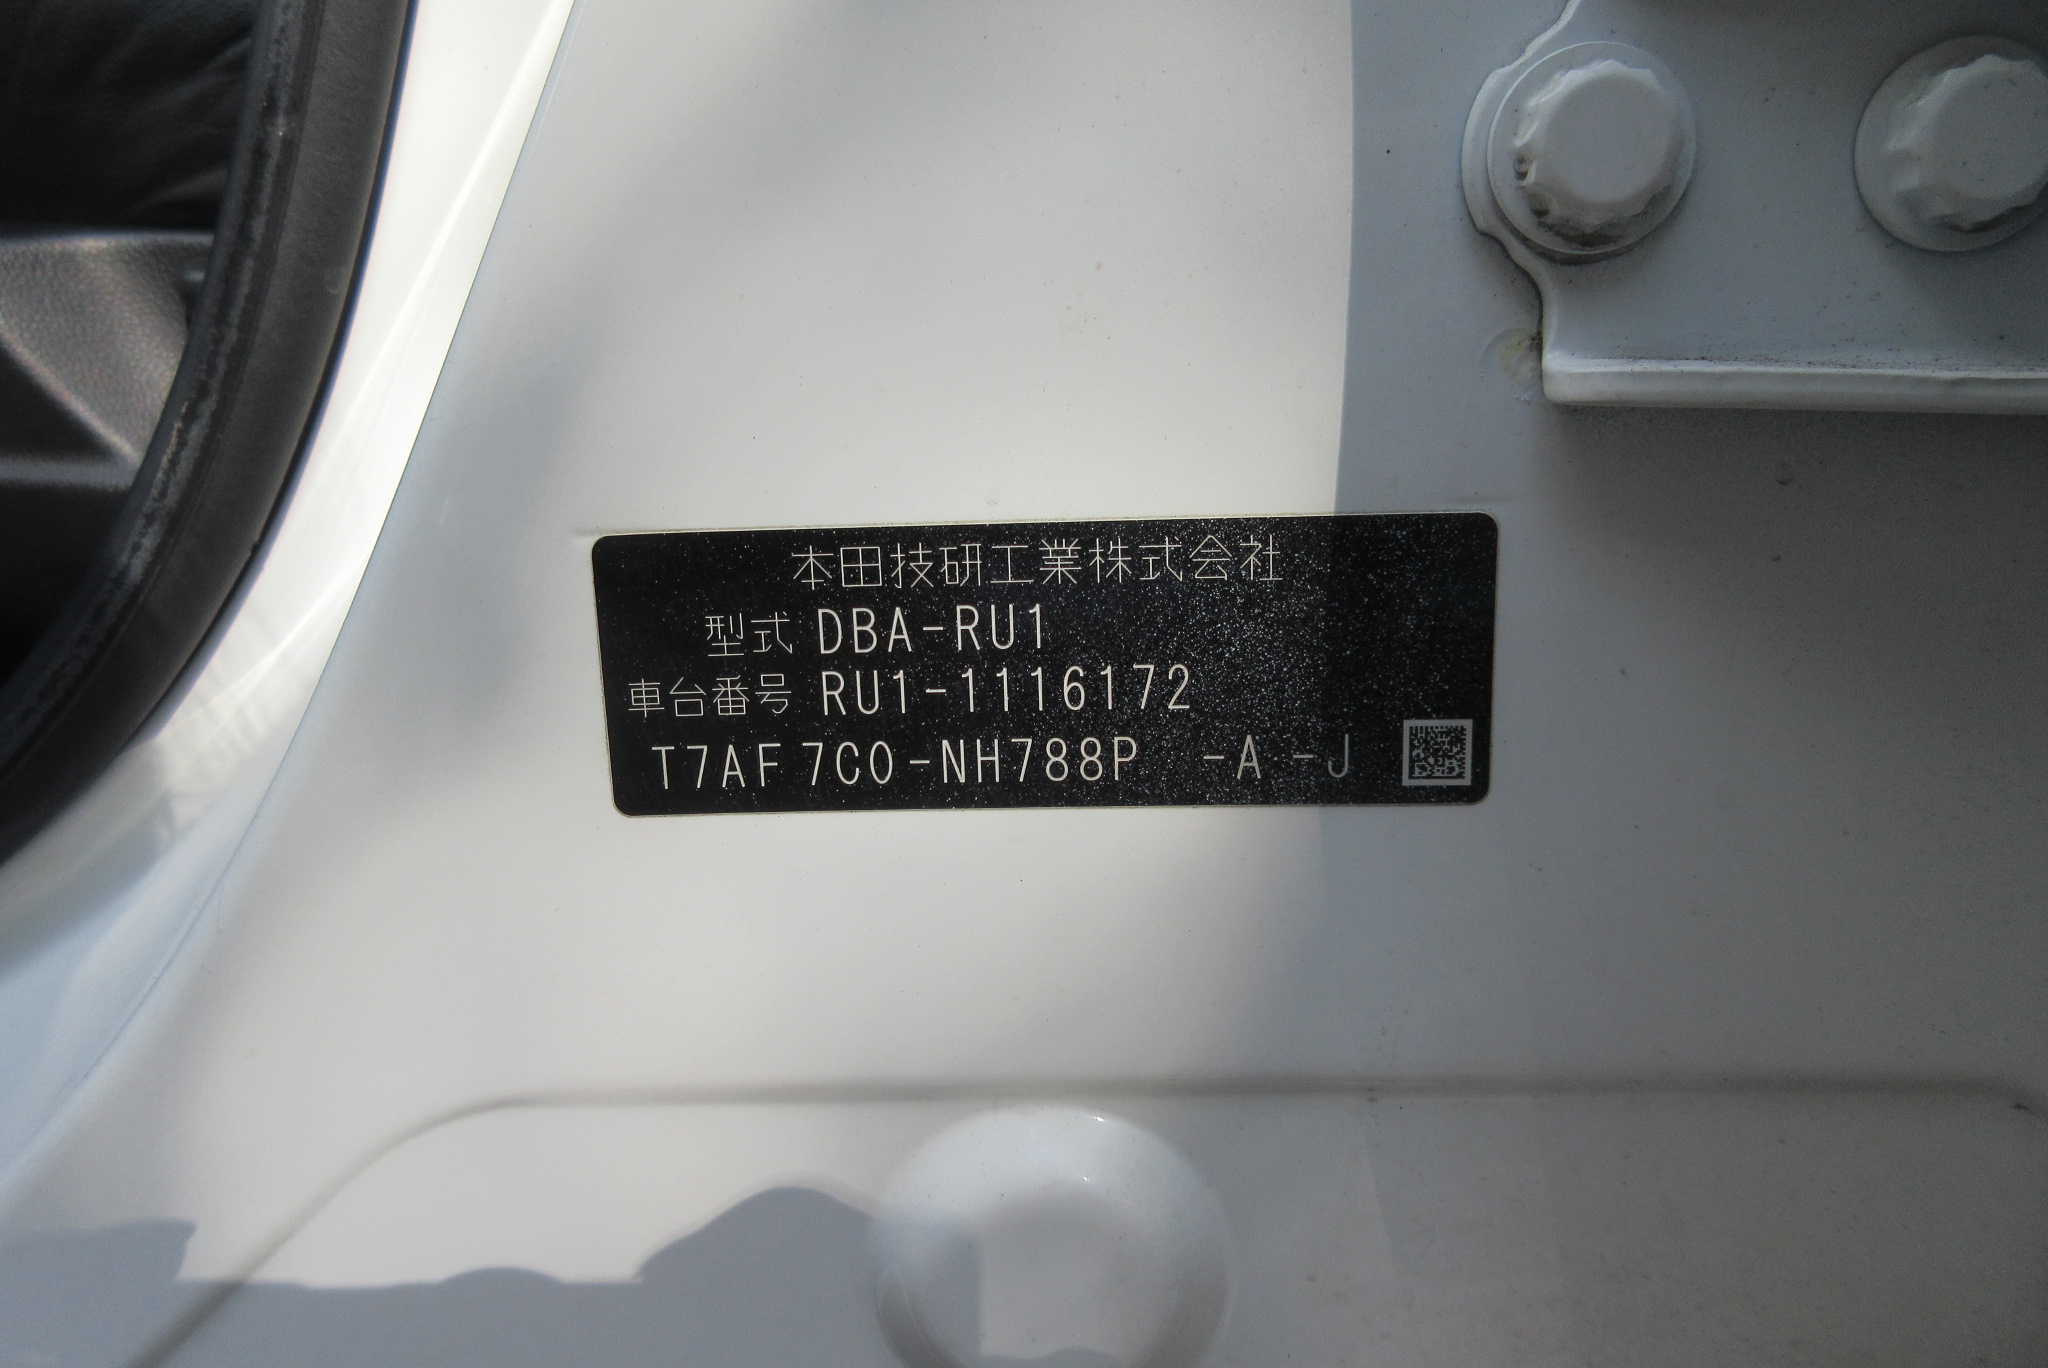 本田技研工業株式会社
型式 DBA-RU1
車台番号 RU1-1116172
T7AF 7C0-NH788P -A -J